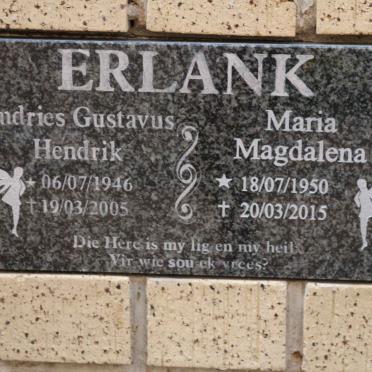 ERLANK
ndries Gustavus
Hendrik
06/07/1946
19/03/2005
Maria
Magdalena
18/07/1950
20/03/2015
Die Here is my lig en my heil.
Vir wie sou ek vrees?